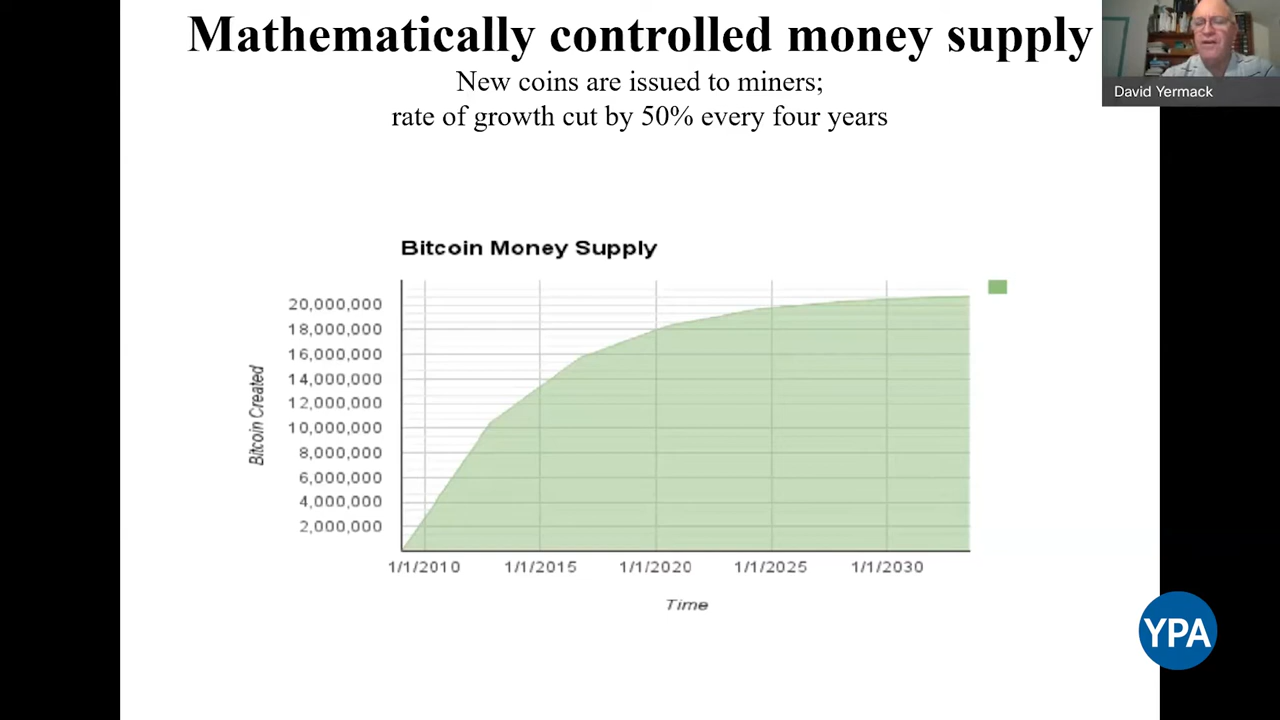 Mathematically controlled money supply
New coins are issued to miners;
rate of growth cut by 50% every four years
David Yermack
Bitcoin Money Supply
Bitcoin Created
20,000,000
18,000,000
16,000,000
14,000,000
12,000,000
10,000,000
8,000,000
6,000,000
4,000,000
2,000,000
1/1/2010 1/1/2015 1/1/2020 1/1/2025 1/1/2030
Time
YPA